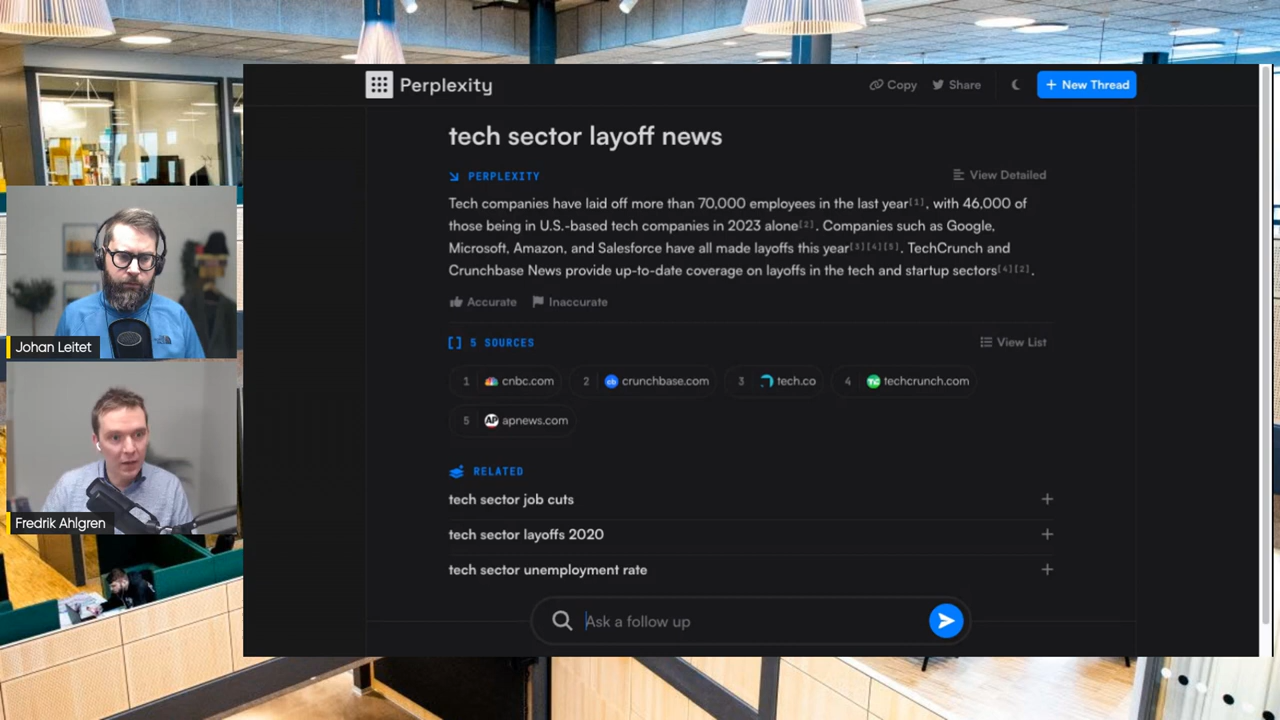 Perplexity
Copy
Share
+ New Thread
tech sector layoff news
PERPLEXITY
View Detailed
Tech companies have laid off more than 70,000 employees in the last year[1], with 46,000 of
those being in U.S.-based tech companies in 2023 alone[2]. Companies such as Google,
Microsoft, Amazon, and Salesforce have all made layoffs this year[3][4][5]. TechCrunch and
Crunchbase News provide up-to-date coverage on layoffs in the tech and startup sectors[4][2].
Accurate
Inaccurate
5 SOURCES
View List
1 cnbc.com
2 cb crunchbase.com
3 tech.co
4 TC techcrunch.com
5 AP apnews.com
RELATED
tech sector job cuts +
tech sector layoffs 2020 +
tech sector unemployment rate +
Ask a follow up
Johan Leitet
Fredrik Ahlgren